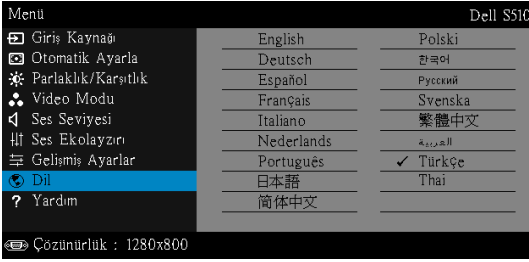 Menü Dell S510
Giriş Kaynağı
Otomatik Ayarla
Parlaklık/Karşıtlık
Video Modu
Ses Seviyesi
Ses Ekolayzırı
Gelişmiş Ayarlar
Dil
? Yardım
English Polski
Deutsch 한국어
Español Русский
Français Svenska
Italiano 繁體中文
Nederlands العربية
Português ✓ Türkçe
日本語 Thai
简体中文
Çözünürlük : 1280x800